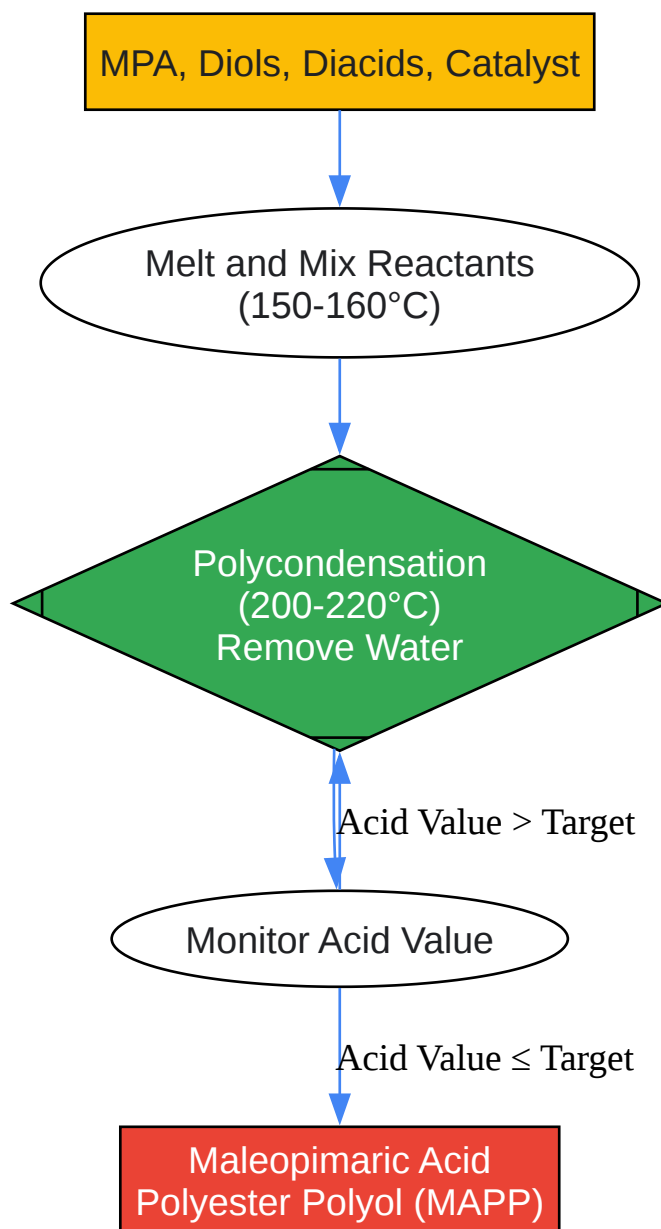 MPA, Diols, Diacids, Catalyst
Melt and Mix Reactants
(150-160°C)
Polycondensation
(200-220°C)
Remove Water
Acid Value > Target
Monitor Acid Value
Acid Value ≤ Target
Maleopimaric Acid
Polyester Polyol (MAPP)